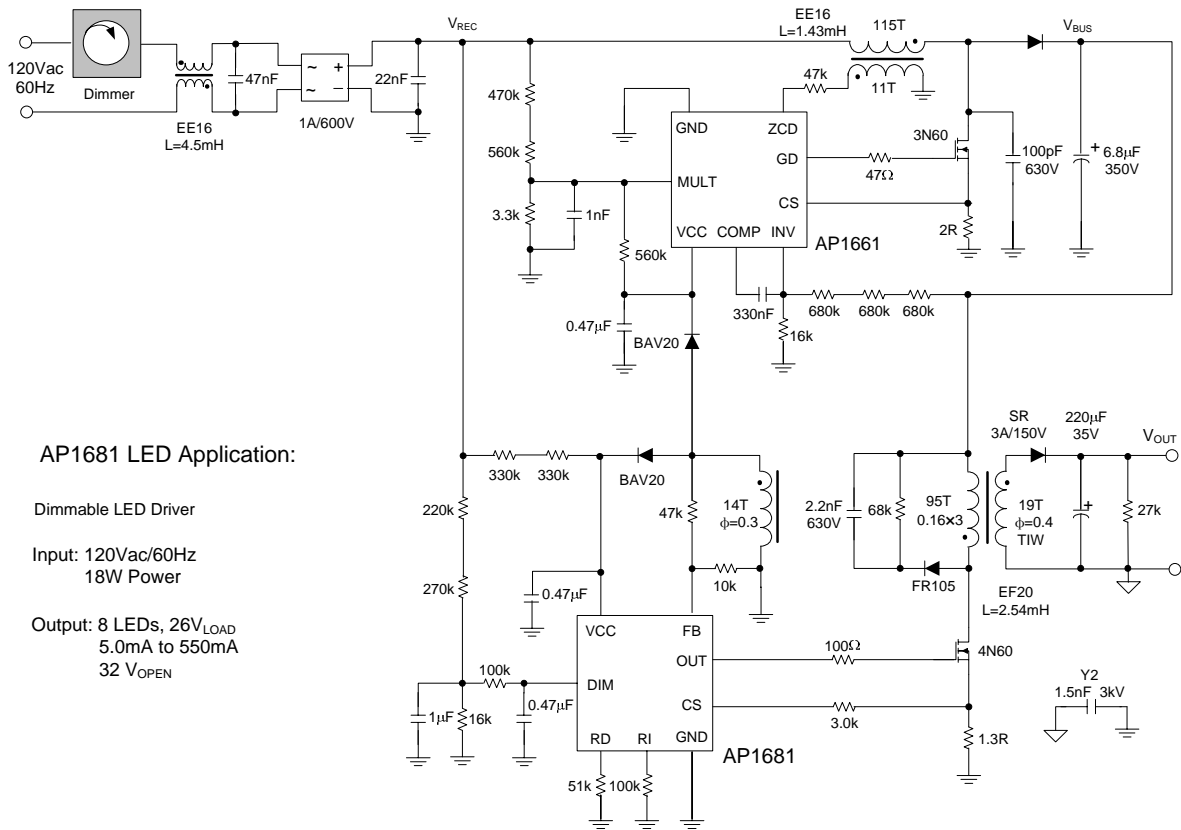 120Vac
60Hz
Dimmer
EE16
L=4.5mH
47nF
~
~
+
−
1A/600V
22nF
VREC
470k
560k
3.3k
1nF
560k
0.47μF
EE16
L=1.43mH
115T
11T
47k
GND
ZCD
GD
MULT
CS
VCC
COMP
INV
AP1661
47Ω
3N60
2R
100pF
630V
VBUS
+
6.8μF
350V
330nF
680k
680k
680k
16k
BAV20
AP1681 LED Application:
Dimmable LED Driver
Input: 120Vac/60Hz
18W Power
Output: 8 LEDs, 26VLOAD
5.0mA to 550mA
32 VOPEN
330k
330k
BAV20
220k
270k
47k
14T
ϕ=0.3
10k
0.47μF
100k
1μF
16k
0.47μF
VCC
FB
OUT
DIM
CS
RD
RI
GND
AP1681
51k
100k
100Ω
3.0k
4N60
1.3R
2.2nF
630V
68k
FR105
95T
0.16×3
19T
ϕ=0.4
TIW
EF20
L=2.54mH
SR
3A/150V
220μF
35V
+
VOUT
27k
Y2
1.5nF
3kV